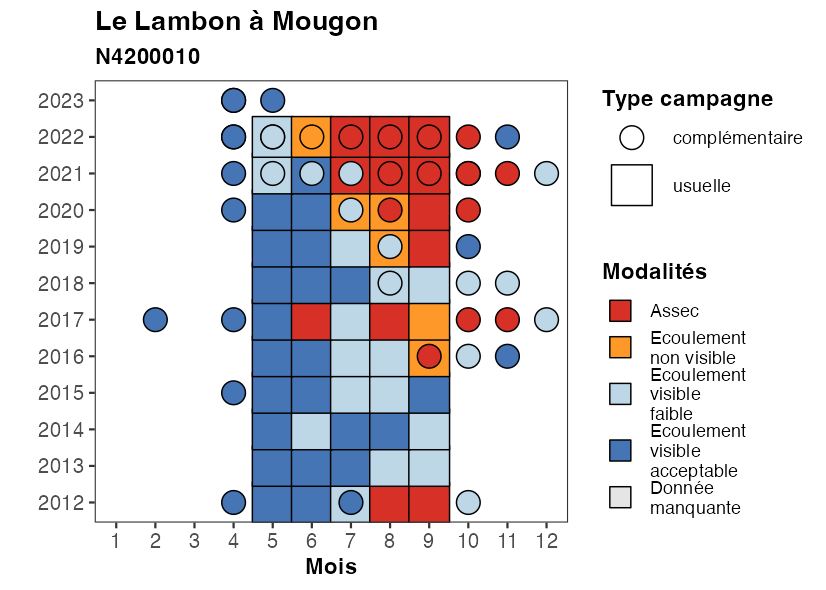 Le Lambon à Mougon
N4200010
2023
2022
2021
2020
2019
2018
2017
2016
2015
2014
2013
2012
1 2 3 4 5 6 7 8 9 10 11 12
Mois
Type campagne
complémentaire
usuelle
Modalités
Assec
Ecoulement
non visible
Ecoulement
visible
faible
Ecoulement
visible
acceptable
Donnée
manquante